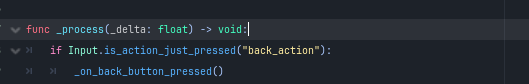 func _process(_delta: float) -> void:
if Input.is_action_just_pressed("back_action"):
_on_back_button_pressed()